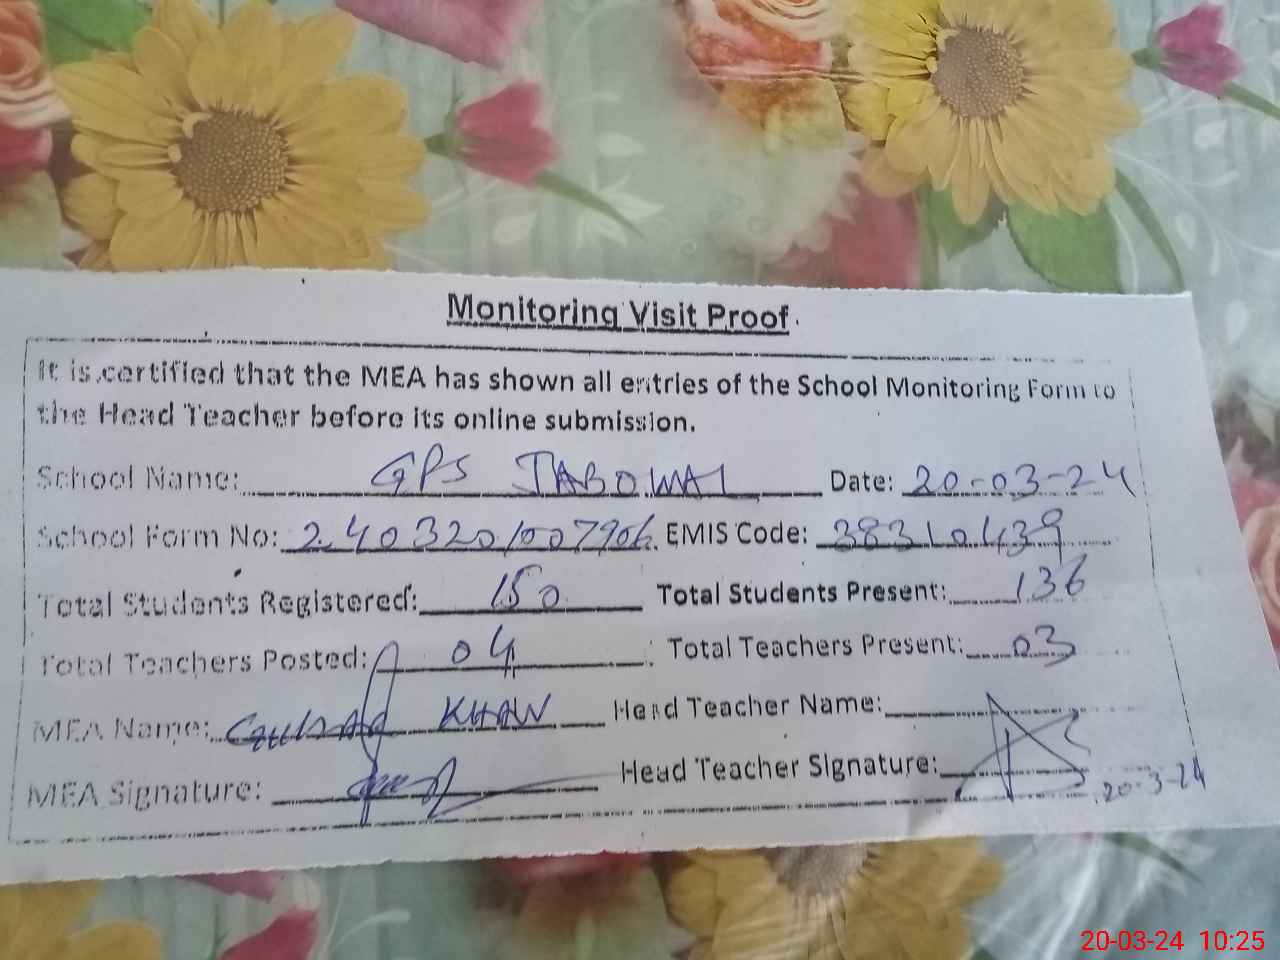 Monitoring Visit Proof
It is certified that the MEA has shown all entries of the School Monitoring Form to
the Head Teacher before its online submission.
School Name: GPS JABOWAI Date: 20-03-24
School Form No: 2403201007906 EMIS Code: 38310439
Total Students Registered: 150 Total Students Present: 136
Total Teachers Posted: 04 Total Teachers Present: 03
MEA Name: KHAN Head Teacher Name:
MEA Signature: Head Teacher Signature:
20-3-24
20-03-24 10:25